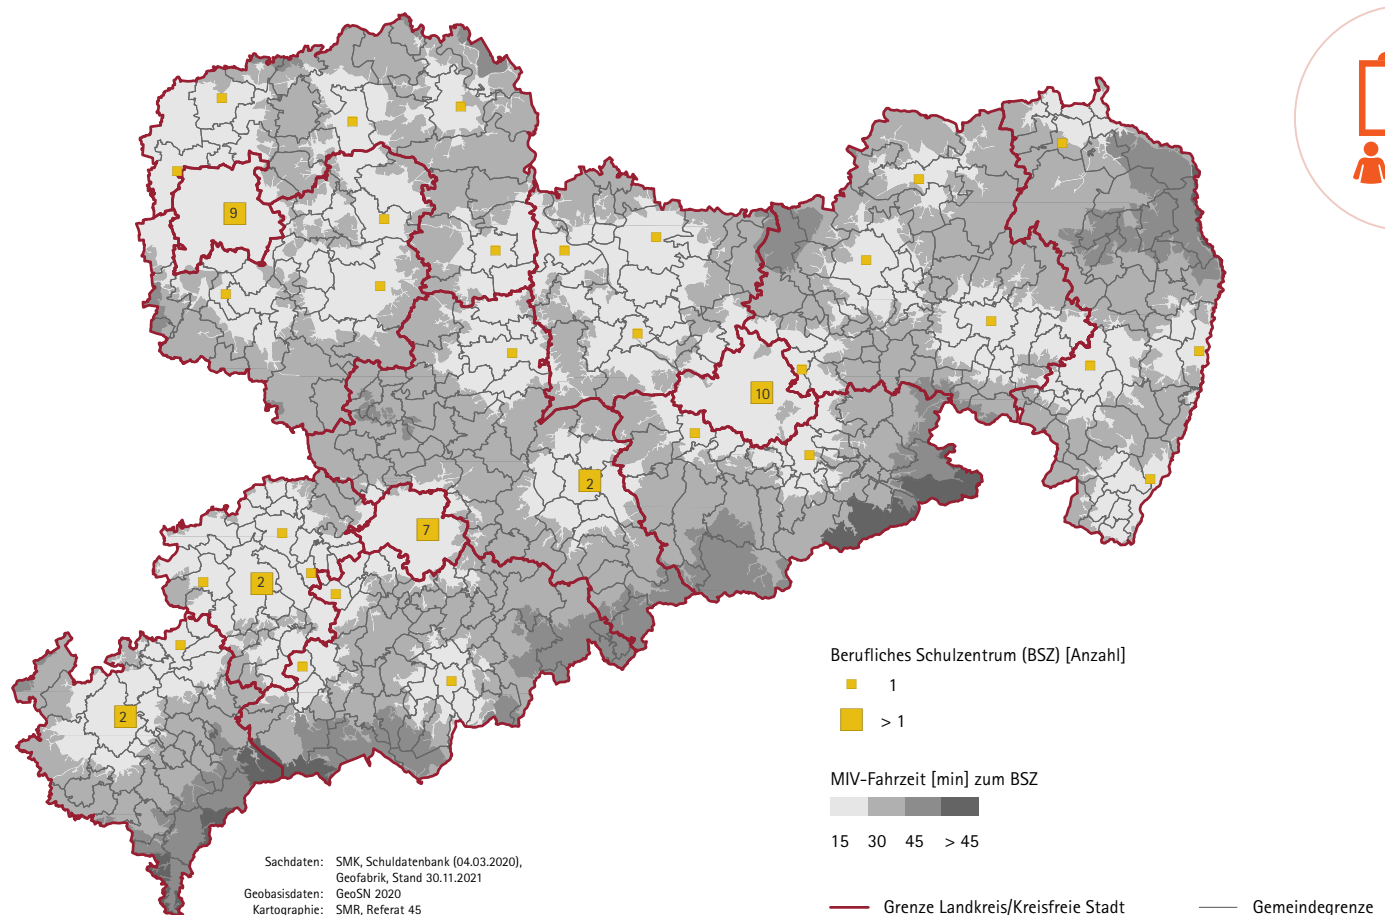 9
10
2
7
2
2
Berufliches Schulzentrum (BSZ) [Anzahl]
1
> 1
MIV-Fahrzeit [min] zum BSZ
15 30 45 > 45
Sachdaten: SMK, Schuldatenbank (04.03.2020),
Geofabrik, Stand 30.11.2021
Geobasisdaten: GeoSN 2020
Kartographie: SMR, Referat 45
Grenze Landkreis/Kreisfreie Stadt Gemeindegrenze